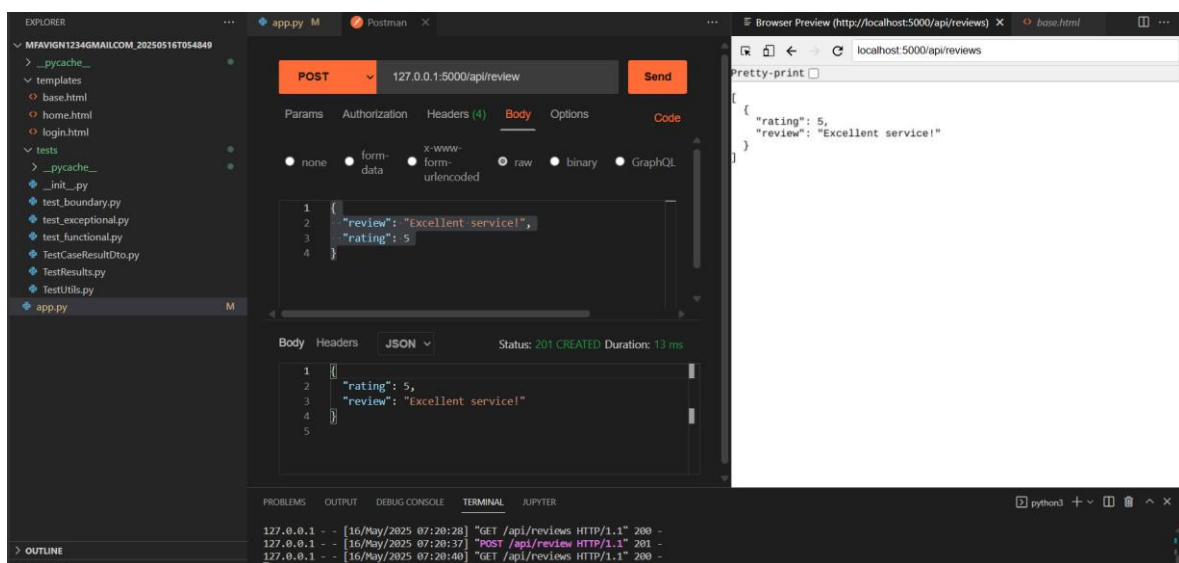 EXPLORER
MFAVIGN1234GMAILCOM_20250516T054849
__pycache__
templates
base.html
home.html
login.html
tests
__pycache__
__init__.py
test_boundary.py
test_exceptional.py
test_functional.py
TestCaseResultDto.py
TestResults.py
TestUtils.py
app.py M
OUTLINE
app.py M
Postman
POST
127.0.0.1:5000/api/review
Send
Params Authorization Headers (4) Body Options Code
none form-data x-www-form-urlencoded raw binary GraphQL
1 {
2 "review": "Excellent service!",
3 "rating": 5
4 }
Body Headers JSON Status: 201 CREATED Duration: 13 ms
1 {
2 "rating": 5,
3 "review": "Excellent service!"
4 }
5
Browser Preview (http://localhost:5000/api/reviews) base.html
localhost:5000/api/reviews
Pretty-print
[
{
"rating": 5,
"review": "Excellent service!"
}
]
PROBLEMS OUTPUT DEBUG CONSOLE TERMINAL JUPYTER python3
127.0.0.1 - - [16/May/2025 07:20:28] "GET /api/reviews HTTP/1.1" 200 -
127.0.0.1 - - [16/May/2025 07:20:37] "POST /api/review HTTP/1.1" 201 -
127.0.0.1 - - [16/May/2025 07:20:40] "GET /api/reviews HTTP/1.1" 200 -